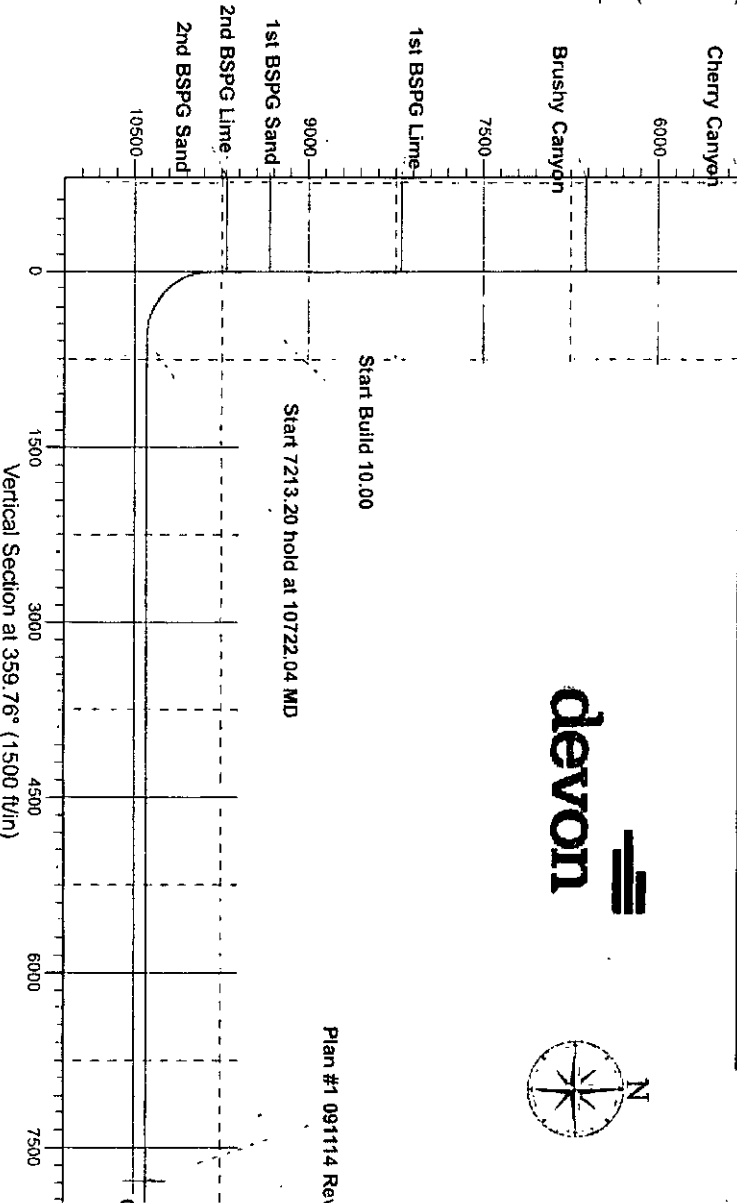 Cherry Canyon
6000
Brushy Canyon
7500
1st BSPG Lime
9000
1st BSPG Sand
2nd BSPG Lime
2nd BSPG Sand
10500
Start Build 10.00
Start 7213.20 hold at 10722.04 MD
devon
N
Plan #1 091114 Rev
0
1500
3000
4500
6000
7500
Vertical Section at 359.76° (1500 ft/in)